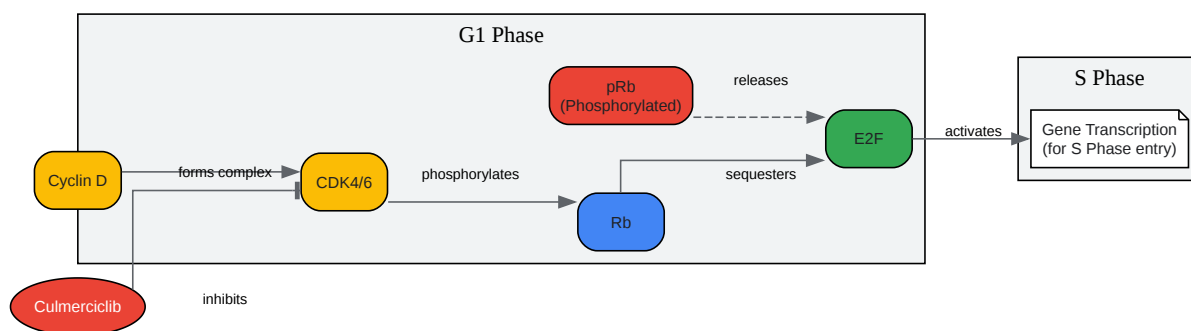 G1 Phase
S Phase
pRb
(Phosphorylated)
releases
E2F
activates
Gene Transcription
(for S Phase entry)
Cyclin D
forms complex
CDK4/6
phosphorylates
sequesters
Rb
Culmerciclib
inhibits